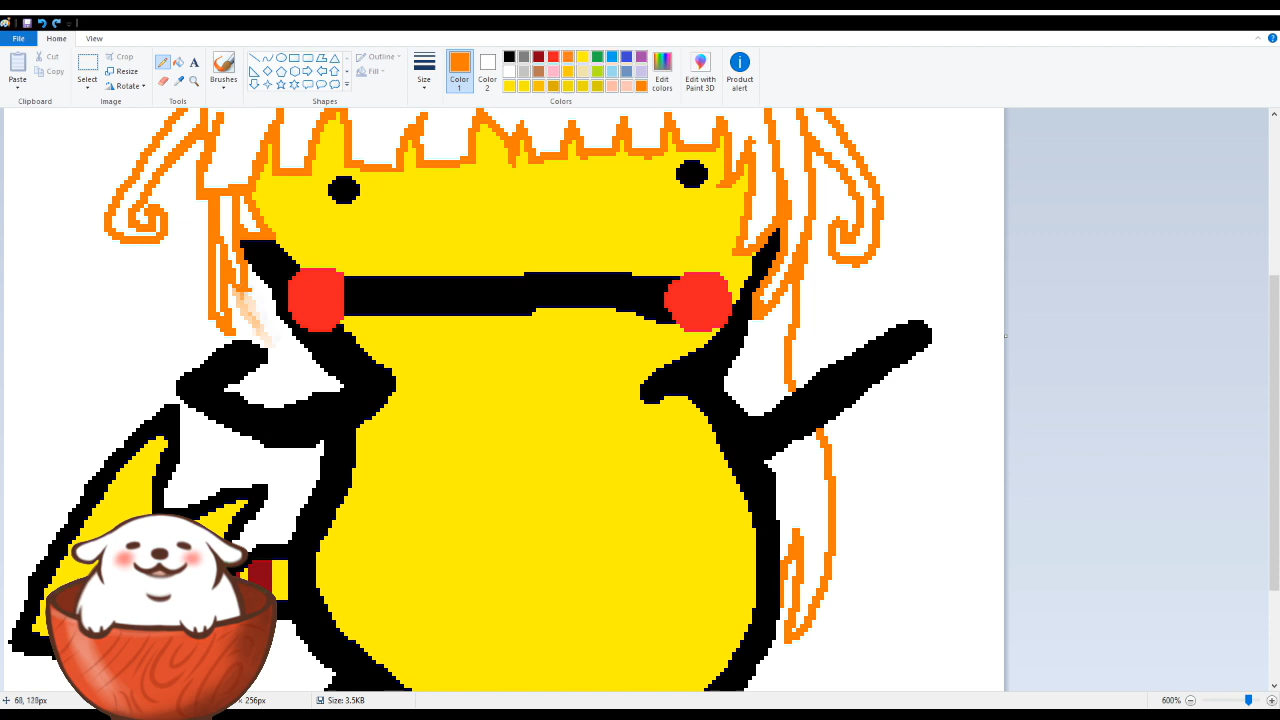 File Home View
Cut
Copy
Paste
Clipboard
Crop
Resize
Rotate
Select
Image
Tools
Brushes
Shapes
Outline
Fill
Size
Color 1
Color 2
Colors
Edit colors
Edit with Paint 3D
Product alert
68, 128px
× 256px
Size: 3.5KB
600%